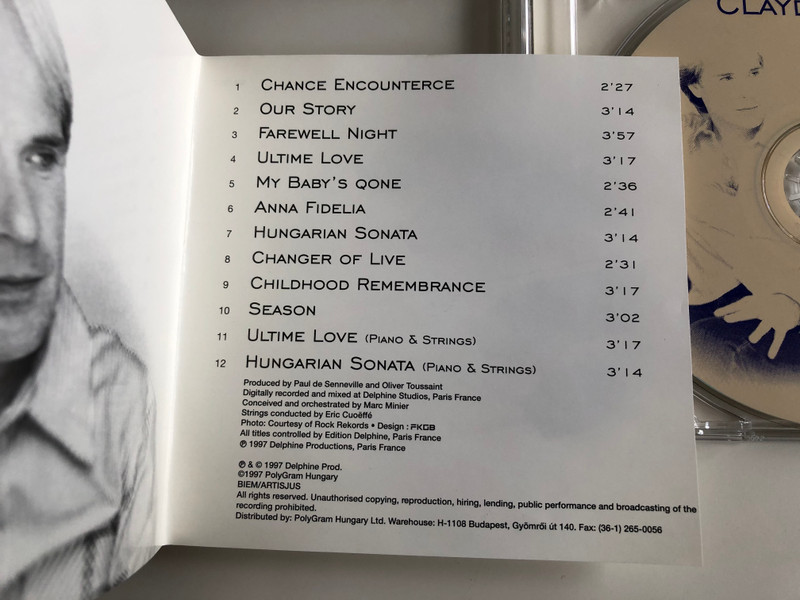 CLAYD
1 CHANCE ENCOUNTERCE 2'27
2 OUR STORY 3'14
3 FAREWELL NIGHT 3'57
4 ULTIME LOVE 3'17
5 MY BABY'S QONE 2'36
6 ANNA FIDELIA 2'41
7 HUNGARIAN SONATA 3'14
8 CHANGER OF LIVE 2'31
9 CHILDHOOD REMEMBRANCE 3'17
10 SEASON 3'02
11 ULTIME LOVE (PIANO & STRINGS) 3'17
12 HUNGARIAN SONATA (PIANO & STRINGS) 3'14
Produced by Paul de Senneville and Oliver Toussaint
Digitally recorded and mixed at Delphine Studios, Paris France
Conceived and orchestrated by Marc Minier
Strings conducted by Eric Cuoëffé
Photo: Courtesy of Rock Rekords • Design :
All titles controlled by Edition Delphine, Paris France
℗ 1997 Delphine Productions, Paris France
℗ & © 1997 Delphine Prod.
©1997 PolyGram Hungary
BIEM/ARTISJUS
All rights reserved. Unauthorised copying, reproduction, hiring, lending, public performance and broadcasting of the
recording prohibited.
Distributed by: PolyGram Hungary Ltd. Warehouse: H-1108 Budapest, Gyömrői út 140. Fax: (36-1) 265-0056